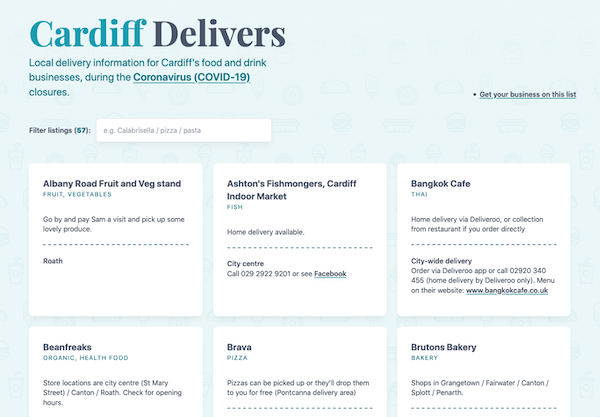 Cardiff Delivers
Local delivery information for Cardiff's food and drink
businesses, during the Coronavirus (COVID-19)
closures.
• Get your business on this list
Filter listings (57):
e.g. Calabrisella / pizza / pasta
Albany Road Fruit and Veg stand
FRUIT, VEGETABLES
Go by and pay Sam a visit and pick up some
lovely produce.
Roath
Ashton's Fishmongers, Cardiff
Indoor Market
FISH
Home delivery available.
City centre
Call 029 2922 9201 or see Facebook
Bangkok Cafe
THAI
Home delivery via Deliveroo, or collection
from restaurant if you order directly
City-wide delivery
Order via Deliveroo app or call 02920 340
455 (home delivery by Deliveroo only). Menu
on their website: www.bangkokcafe.co.uk
Beanfreaks
ORGANIC, HEALTH FOOD
Store locations are city centre (St Mary
Street) / Canton / Roath. Check for opening
hours.
Brava
PIZZA
Pizzas can be picked up or they'll drop them
to you for free (Pontcanna delivery area)
Brutons Bakery
BAKERY
Shops in Grangetown / Fairwater / Canton /
Splott / Penarth.